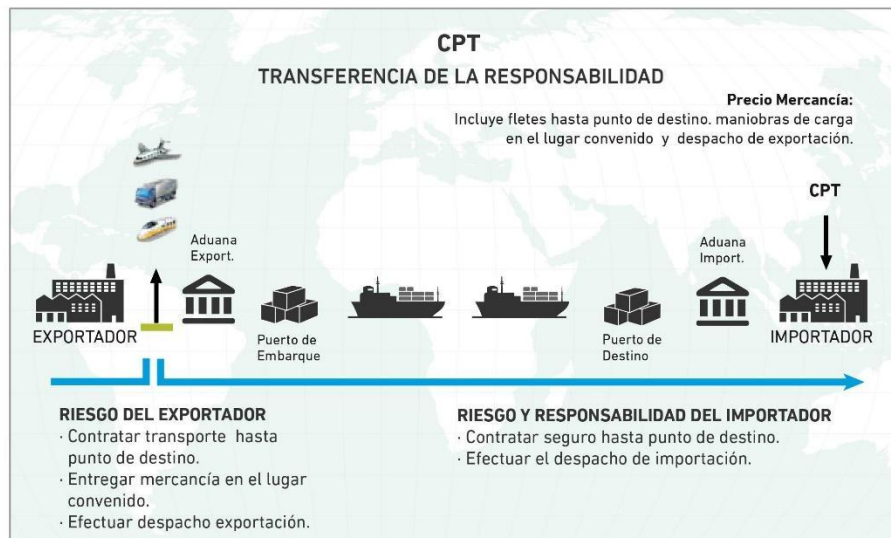 CPT
TRANSFERENCIA DE LA RESPONSABILIDAD
Precio Mercancía:
Incluye fletes hasta punto de destino. maniobras de carga
en el lugar convenido y despacho de exportación.
CPT
Aduana
Export.
Aduana
Import.
EXPORTADOR
Puerto de
Embarque
Puerto de
Destino
IMPORTADOR
RIESGO DEL EXPORTADOR
· Contratar transporte hasta
punto de destino.
· Entregar mercancía en el lugar
convenido.
· Efectuar despacho exportación.
RIESGO Y RESPONSABILIDAD DEL IMPORTADOR
· Contratar seguro hasta punto de destino.
· Efectuar el despacho de importación.